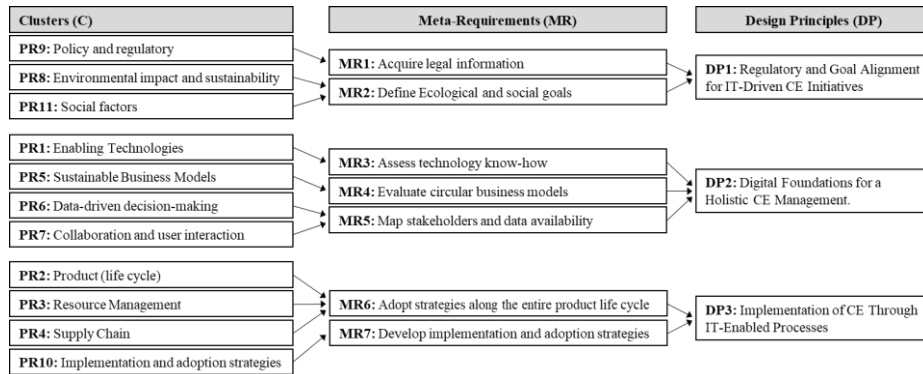 Clusters (C)
Meta-Requirements (MR)
Design Principles (DP)
PR9: Policy and regulatory
PR8: Environmental impact and sustainability
PR11: Social factors
MR1: Acquire legal information
MR2: Define Ecological and social goals
DP1: Regulatory and Goal Alignment
for IT-Driven CE Initiatives
PR1: Enabling Technologies
PR5: Sustainable Business Models
PR6: Data-driven decision-making
PR7: Collaboration and user interaction
MR3: Assess technology know-how
MR4: Evaluate circular business models
MR5: Map stakeholders and data availability
DP2: Digital Foundations for a
Holistic CE Management.
PR2: Product (life cycle)
PR3: Resource Management
PR4: Supply Chain
PR10: Implementation and adoption strategies
MR6: Adopt strategies along the entire product life cycle
MR7: Develop implementation and adoption strategies
DP3: Implementation of CE Through
IT-Enabled Processes